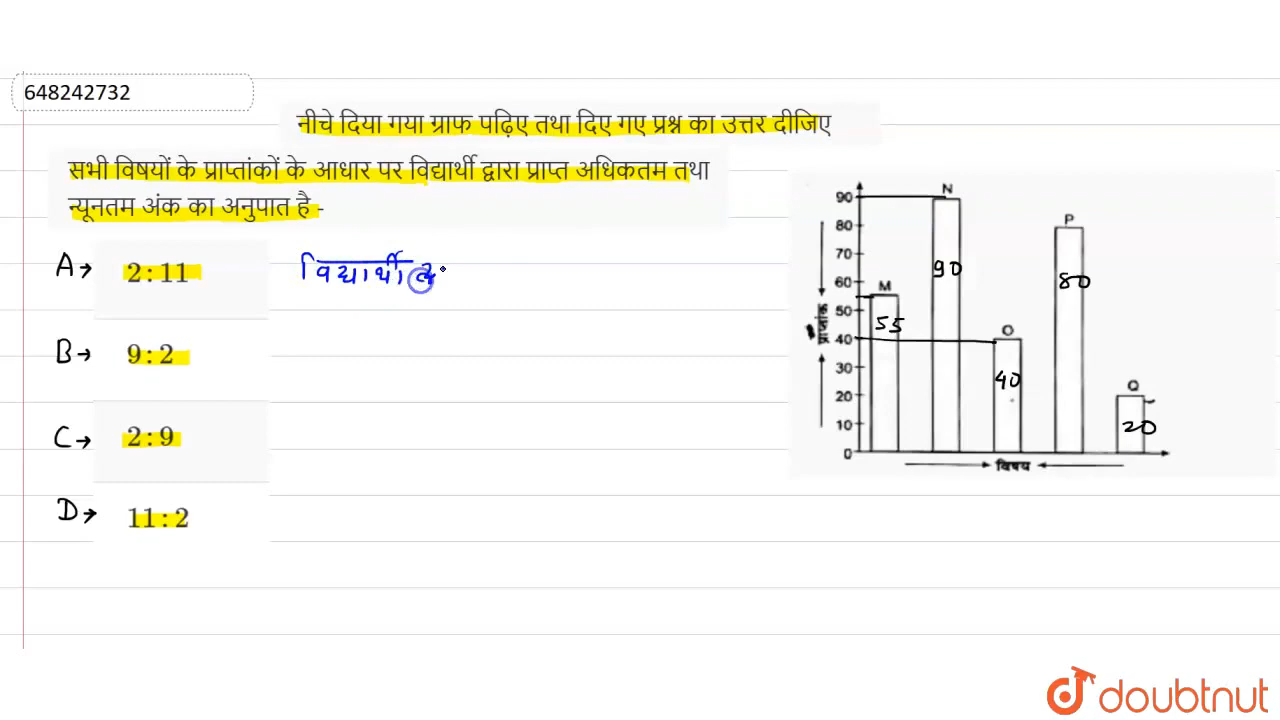 648242732
नीचे दिया गया ग्राफ पढ़िए तथा दिए गए प्रश्न का उत्तर दीजिए
सभी विषयों के प्राप्तांकों के आधार पर विद्यार्थी द्वारा प्राप्त अधिकतम तथा
न्यूनतम अंक का अनुपात है -
A→ 2:11
विद्यार्थी
B→ 9:2
C→ 2:9
D→ 11:2
90
80
70
60
50
40
30
20
10
0
प्राप्तांक
M
N
O
P
Q
55
90
40
80
20
विषय
doubtnut